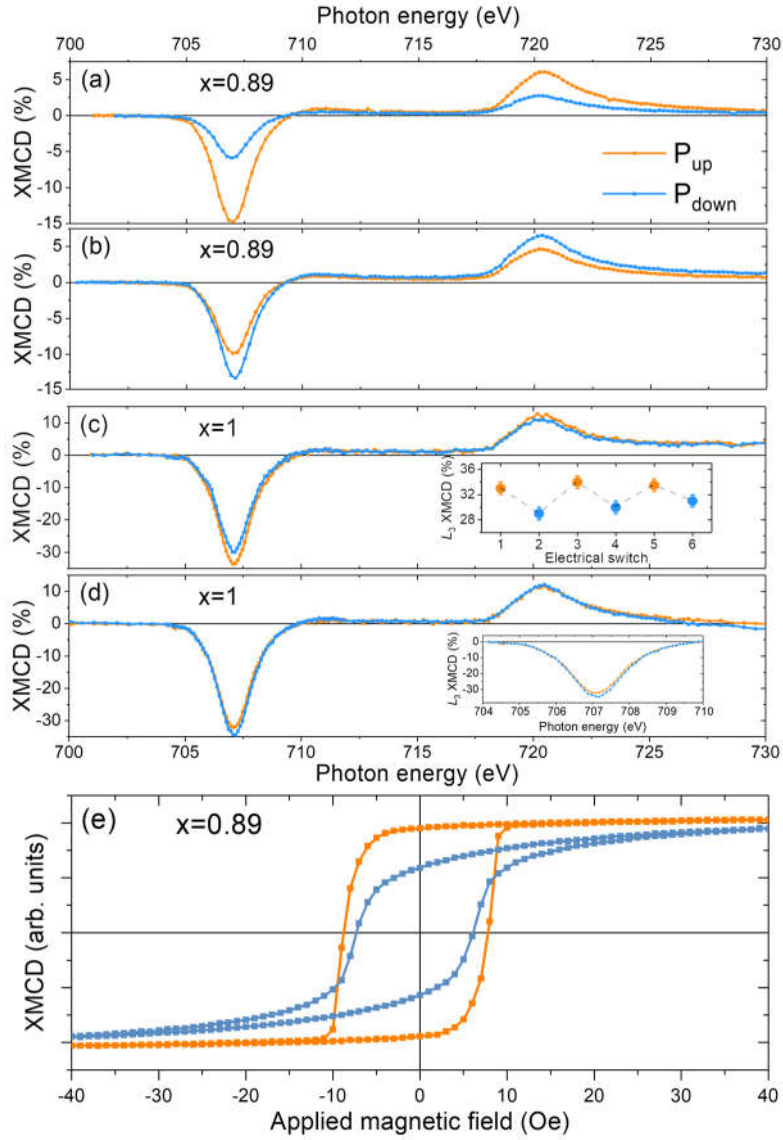 Photon energy (eV)
700 705 710 715 720 725 730
(a) x=0.89
XMCD (%)
5
0
-5
-10
-15
P_up
P_down
(b) x=0.89
XMCD (%)
5
0
-5
-10
-15
(c) x=1
XMCD (%)
10
0
-10
-20
-30
L₃ XMCD (%)
36
32
28
1 2 3 4 5 6
Electrical switch
(d) x=1
XMCD (%)
10
0
-10
-20
-30
L₃ XMCD (%)
0
-10
-20
-30
704 705 706 707 708 709 710
Photon energy (eV)
700 705 710 715 720 725 730
Photon energy (eV)
(e) x=0.89
XMCD (arb. units)
-40 -30 -20 -10 0 10 20 30 40
Applied magnetic field (Oe)